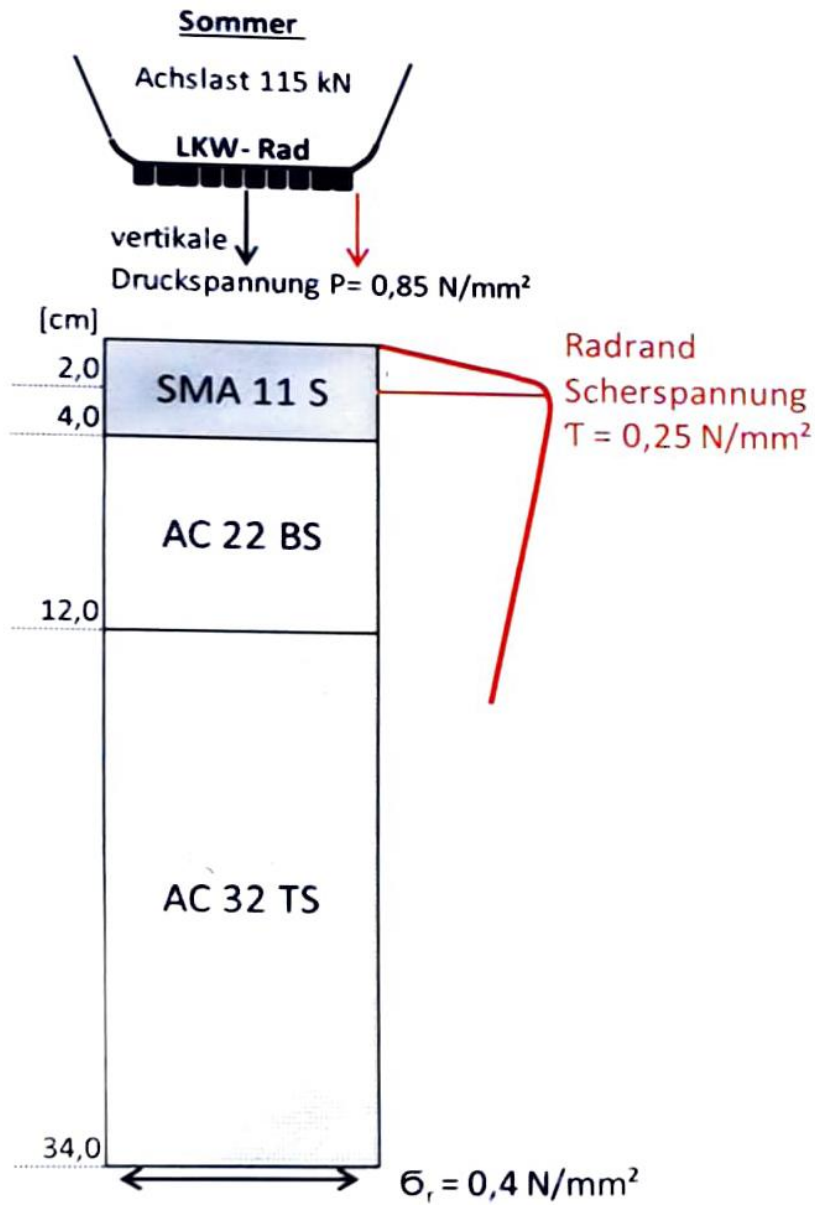 Sommer
Achslast 115 kN
LKW- Rad
vertikale
Druckspannung P= 0,85 N/mm²
[cm]
2,0
4,0
12,0
34,0
SMA 11 S
AC 22 BS
AC 32 TS
Radrand
Scherspannung
T = 0,25 N/mm²
σᵣ = 0,4 N/mm²